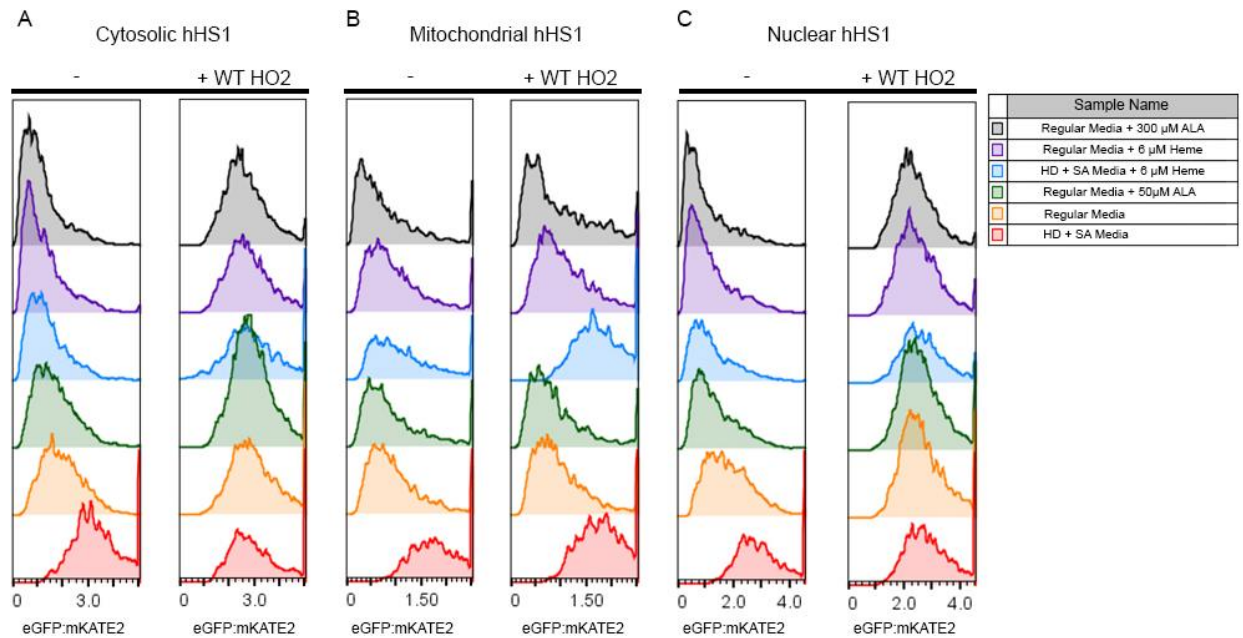 A B C
Cytosolic hHS1 Mitochondrial hHS1 Nuclear hHS1
- + WT HO2 - + WT HO2 - + WT HO2
Sample Name
Regular Media + 300 µM ALA
Regular Media + 6 µM Heme
HD + SA Media + 6 µM Heme
Regular Media + 50µM ALA
Regular Media
HD + SA Media
0 3.0 0 3.0 0 1.50 0 1.50 0 2.0 4.0 0 2.0 4.0
eGFP:mKATE2 eGFP:mKATE2 eGFP:mKATE2 eGFP:mKATE2 eGFP:mKATE2 eGFP:mKATE2